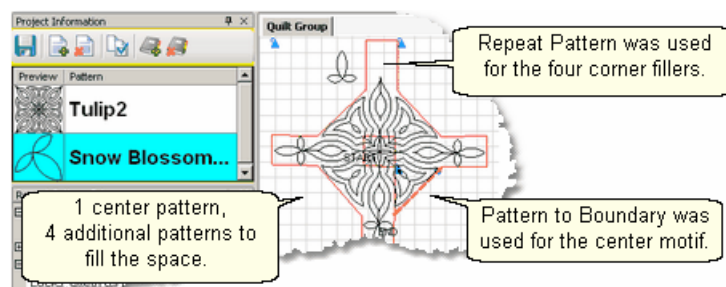 Project Information
Quilt Group
Preview Pattern
Tulip2
Snow Blossom...
Repeat Pattern was used
for the four corner fillers.
START
1 center pattern,
4 additional patterns to
fill the space.
Pattern to Boundary was
used for the center motif.
END